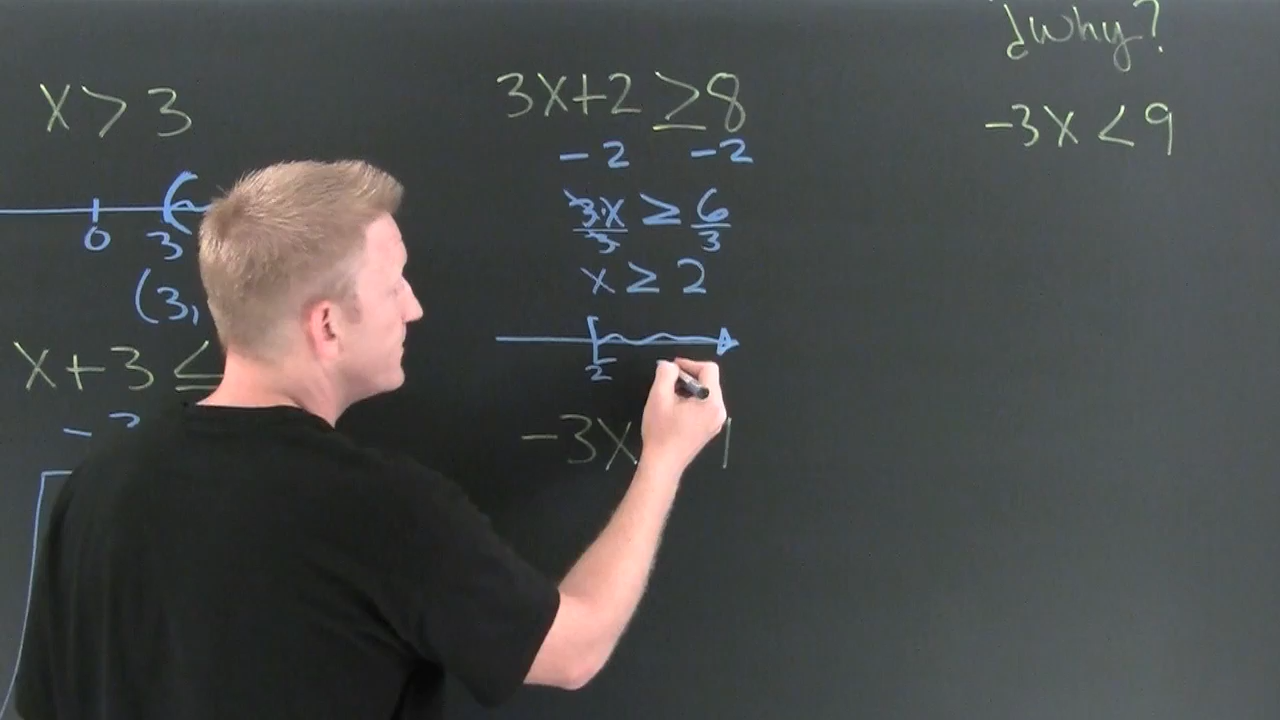 x > 3
0 3
(3,
x + 3 ≤
3x+2 ≥ 8
- 2 - 2
3·x/3 ≥ 6/3
x ≥ 2
2
-3x
¿Why?
-3x < 9